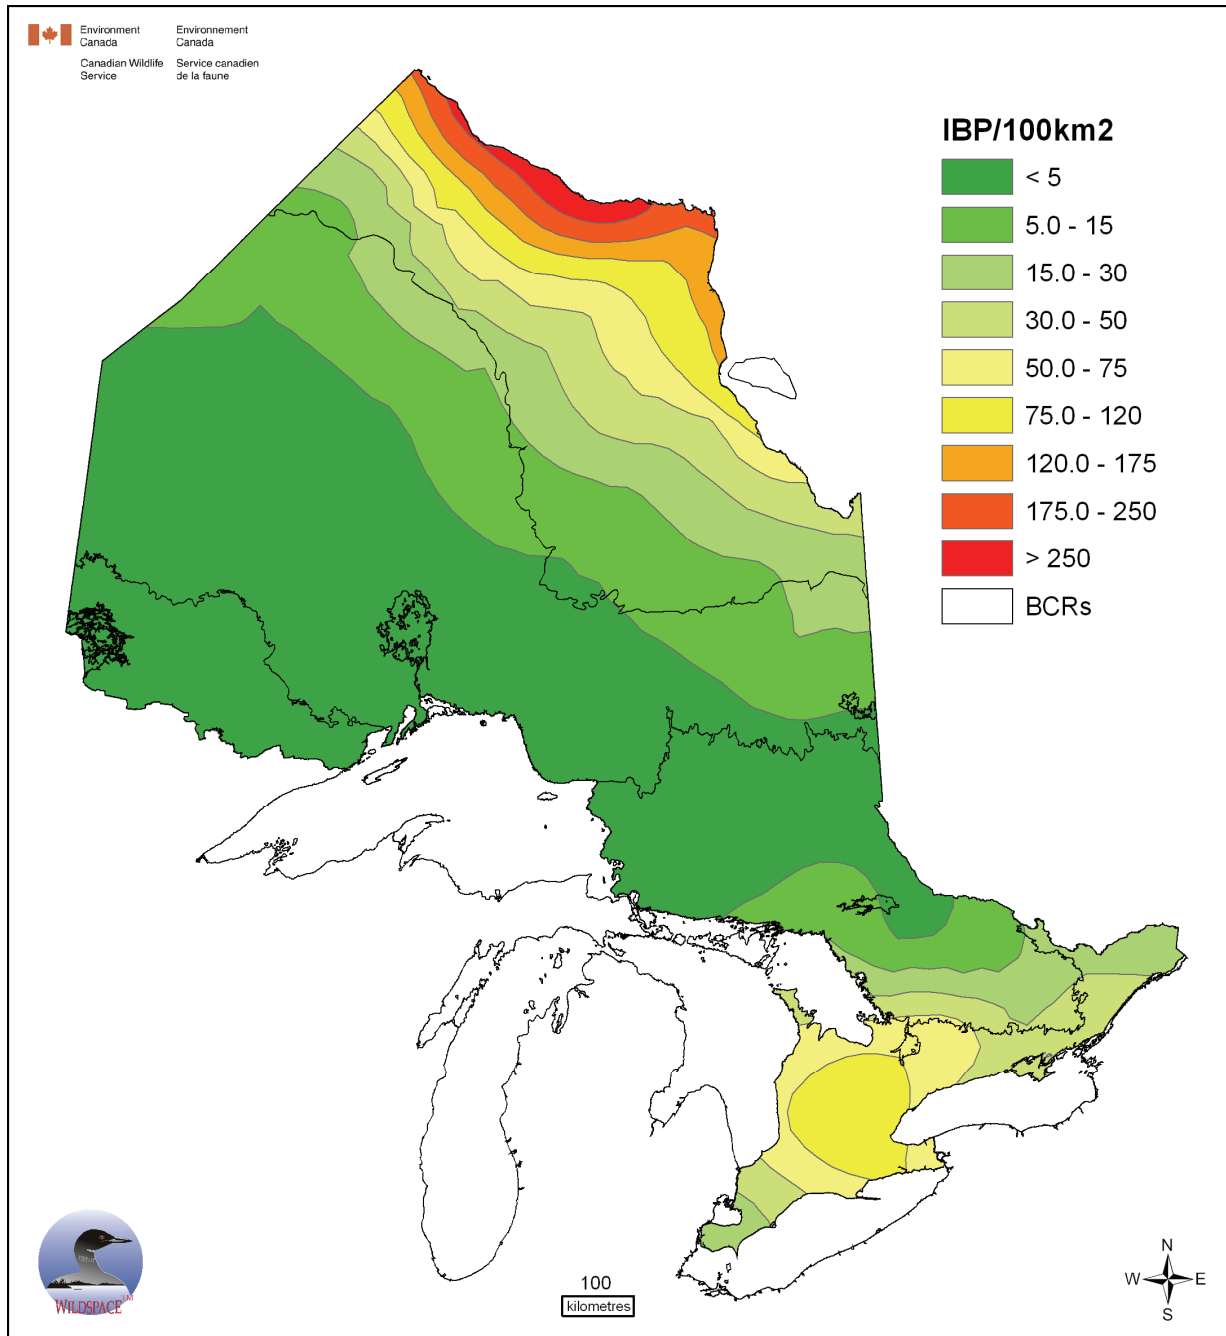 Environment
Canada
Environnement
Canada
Canadian Wildlife
Service
Service canadien
de la faune
IBP/100km2
< 5
5.0 - 15
15.0 - 30
30.0 - 50
50.0 - 75
75.0 - 120
120.0 - 175
175.0 - 250
> 250
BCRs
WILDSPACE™
100
kilometres
N
W E
S